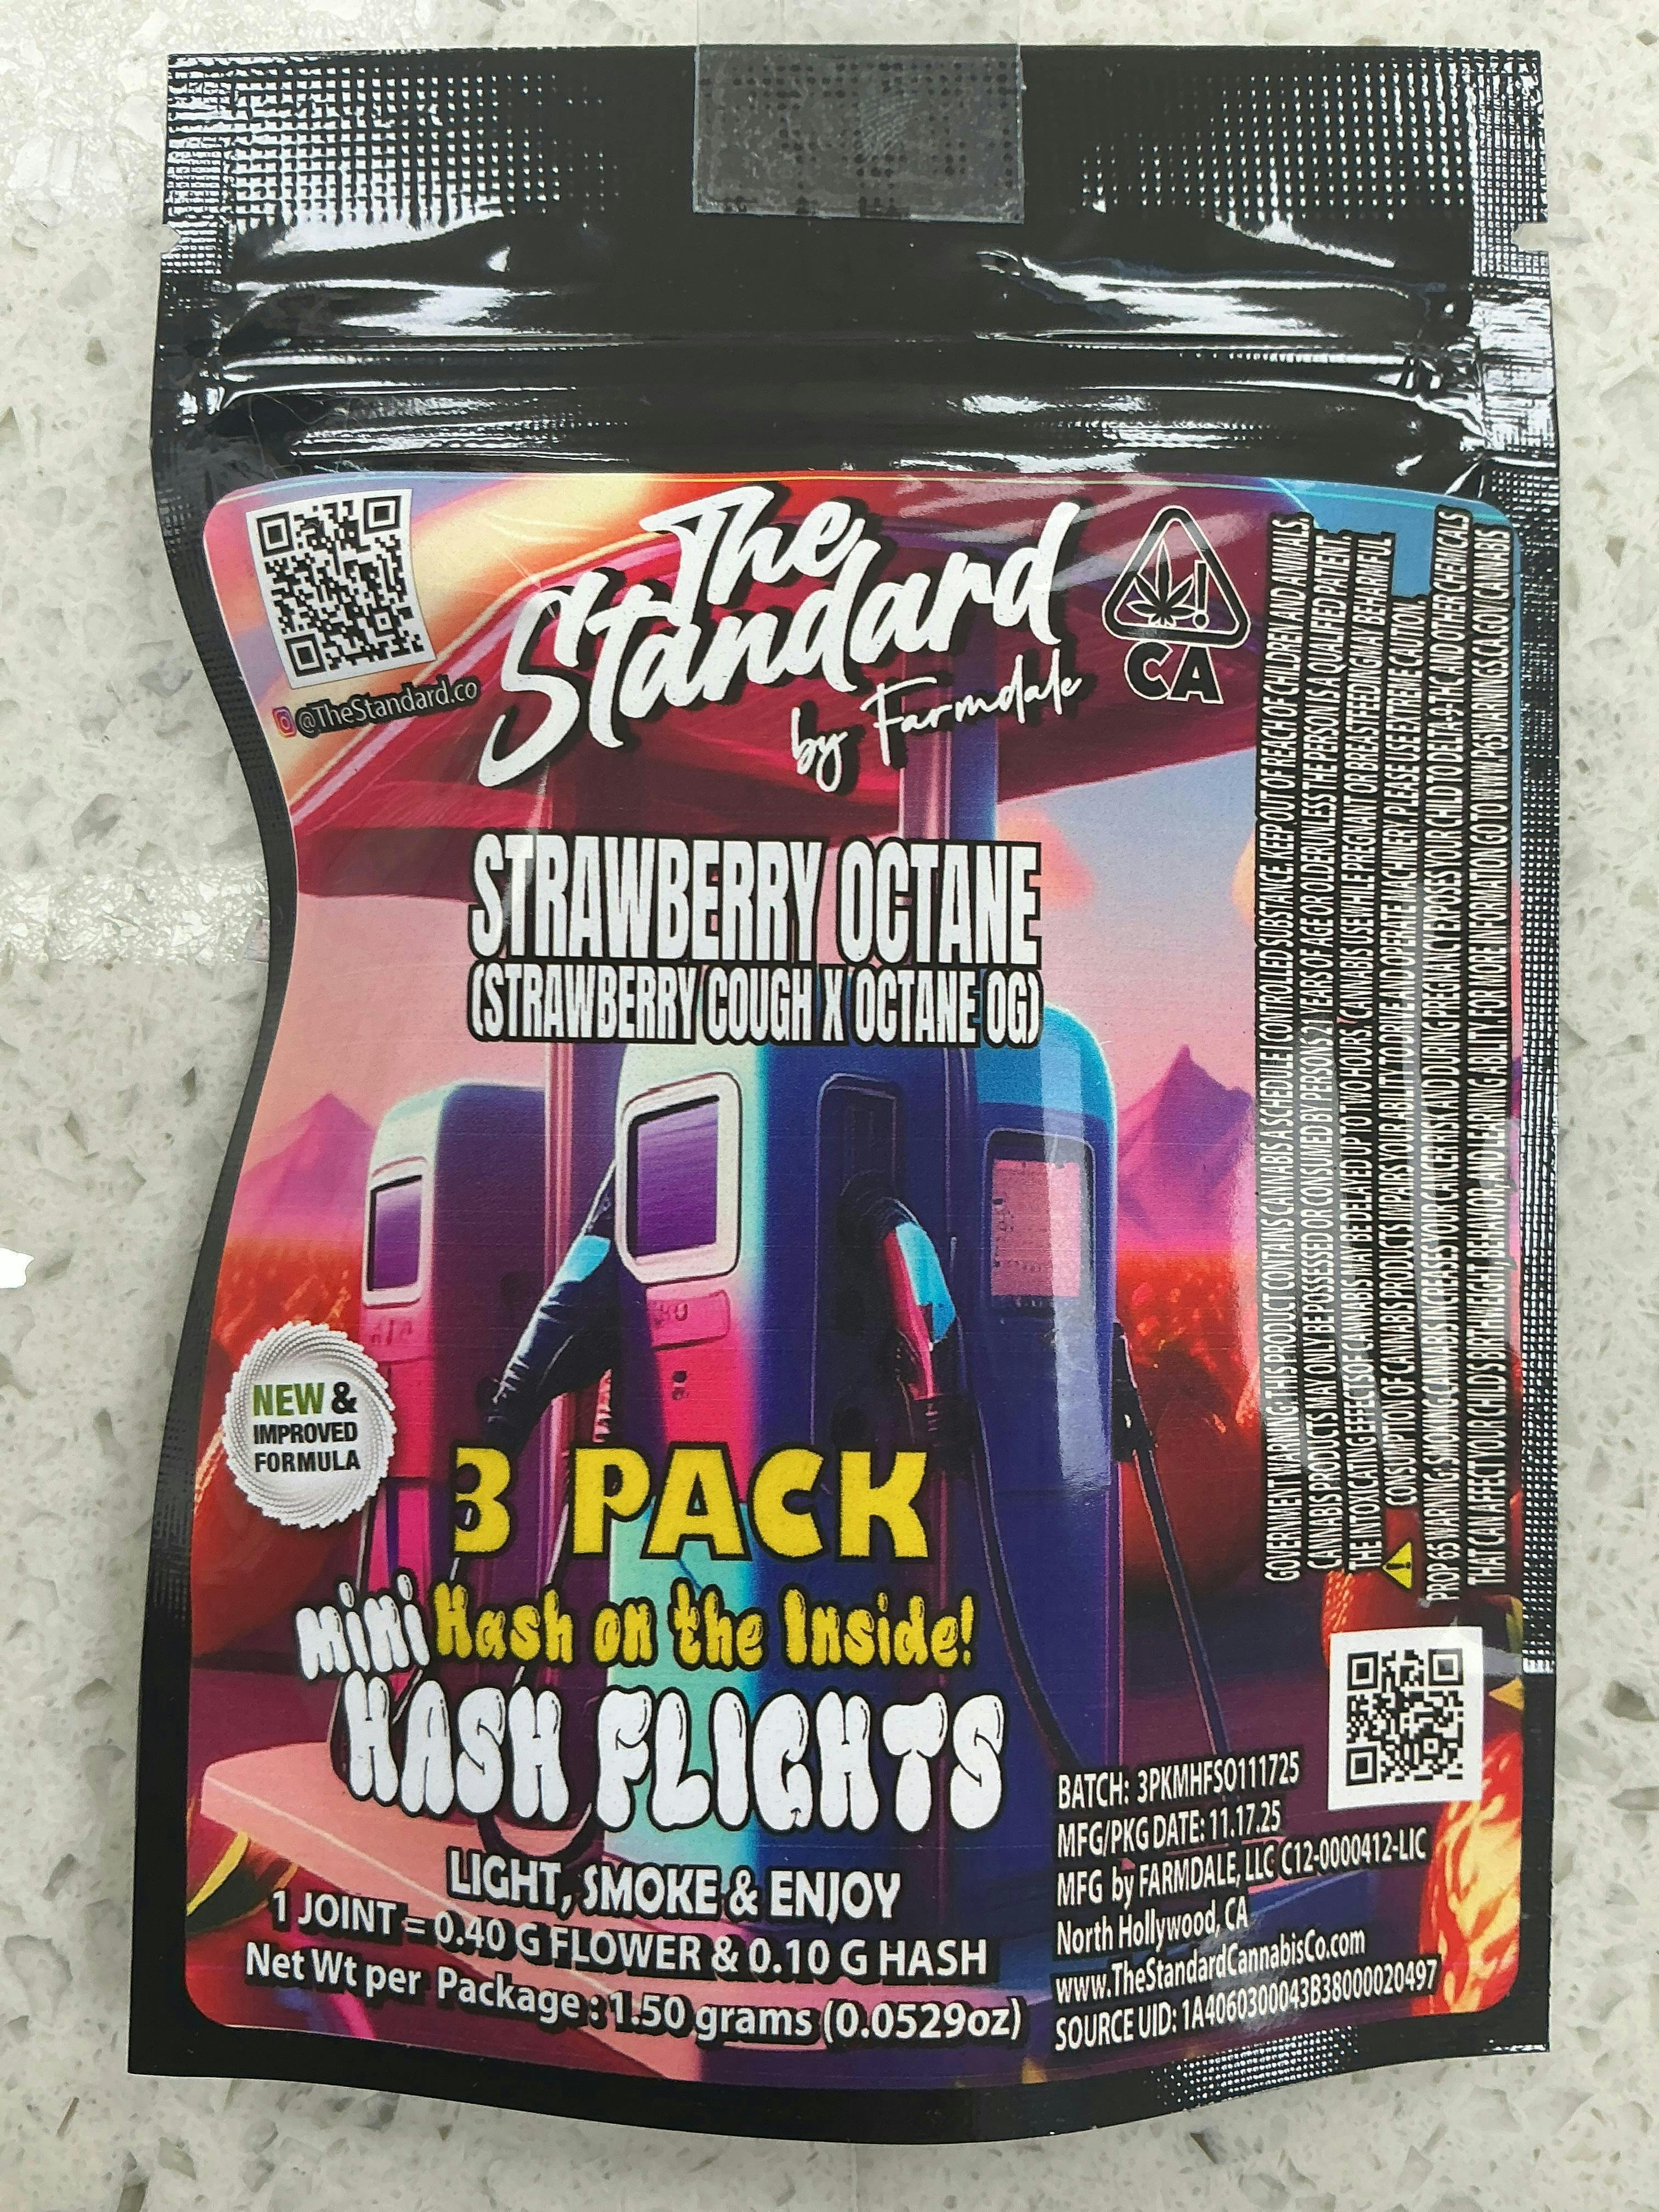 The
Standard
by Farmdale
@TheStandard.co
CA
STRAWBERRY OCTANE
(STRAWBERRY COUGH X OCTANE OG)
NEW &
IMPROVED
FORMULA
3 PACK
mini Hash on the Inside!
HASH FLIGHTS
LIGHT, SMOKE & ENJOY
1 JOINT = 0.40 G FLOWER & 0.10 G HASH
Net Wt per Package : 1.50 grams (0.0529oz)
GOVERNMENT WARNING: THIS PRODUCT CONTAINS CANNABIS A SCHEDULE I CONTROLLED SUBSTANCE. KEEP OUT OF REACH OF CHILDREN AND ANIMALS.
CANNABIS PRODUCTS MAY ONLY BE POSSESSED OR CONSUMED BY PERSONS 21 YEARS OF AGE OR OLDER UNLESS THE PERSON IS A QUALIFIED PATIENT.
THE INTOXICATING EFFECTS OF CANNABIS MAY BE DELAYED UP TO TWO HOURS. CANNABIS USE WHILE PREGNANT OR BREASTFEEDING MAY BE HARMFUL.
CONSUMPTION OF CANNABIS PRODUCTS IMPAIRS YOUR ABILITY TO DRIVE AND OPERATE MACHINERY. PLEASE USE EXTREME CAUTION.
PROP 65 WARNING: SMOKING CANNABIS INCREASES YOUR CANCER RISK AND DURING PREGNANCY EXPOSES YOUR CHILD TO DELTA-9-THC AND OTHER CHEMICALS
THAT CAN AFFECT YOUR CHILD'S BIRTHWEIGHT, BEHAVIOR AND LEARNING ABILITY. FOR MORE INFORMATION GO TO WWW.P65WARNINGS.CA.GOV/CANNABIS
BATCH: 3PKMHFSO111725
MFG/PKG DATE: 11.17.25
MFG by FARMDALE, LLC C12-0000412-LIC
North Hollywood, CA
www.TheStandardCannabisCo.com
SOURCE UID: 1A4060300043B38000020497